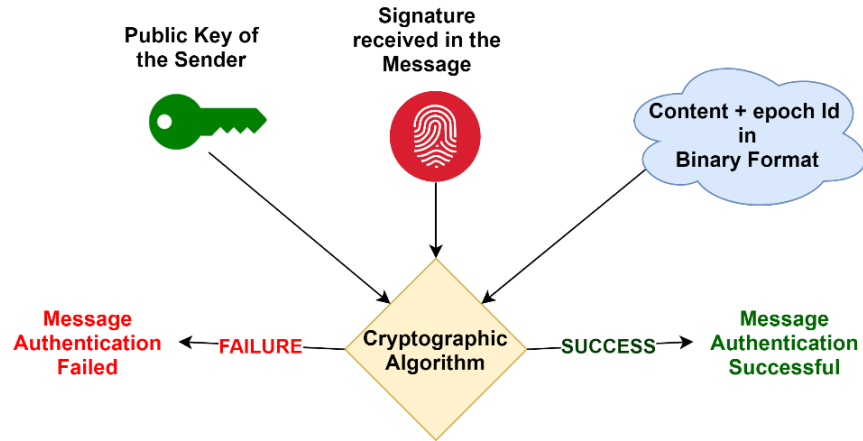 Public Key of
the Sender
Signature
received in the
Message
Content + epoch Id
in
Binary Format
Cryptographic
Algorithm
FAILURE
SUCCESS
Message
Authentication
Failed
Message
Authentication
Successful